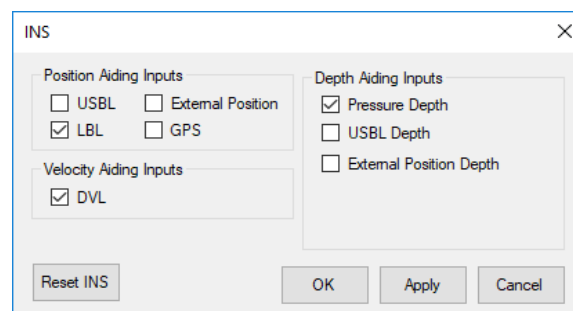 INS
Position Aiding Inputs
USBL External Position
LBL GPS
Velocity Aiding Inputs
DVL
Depth Aiding Inputs
Pressure Depth
USBL Depth
External Position Depth
Reset INS OK Apply Cancel